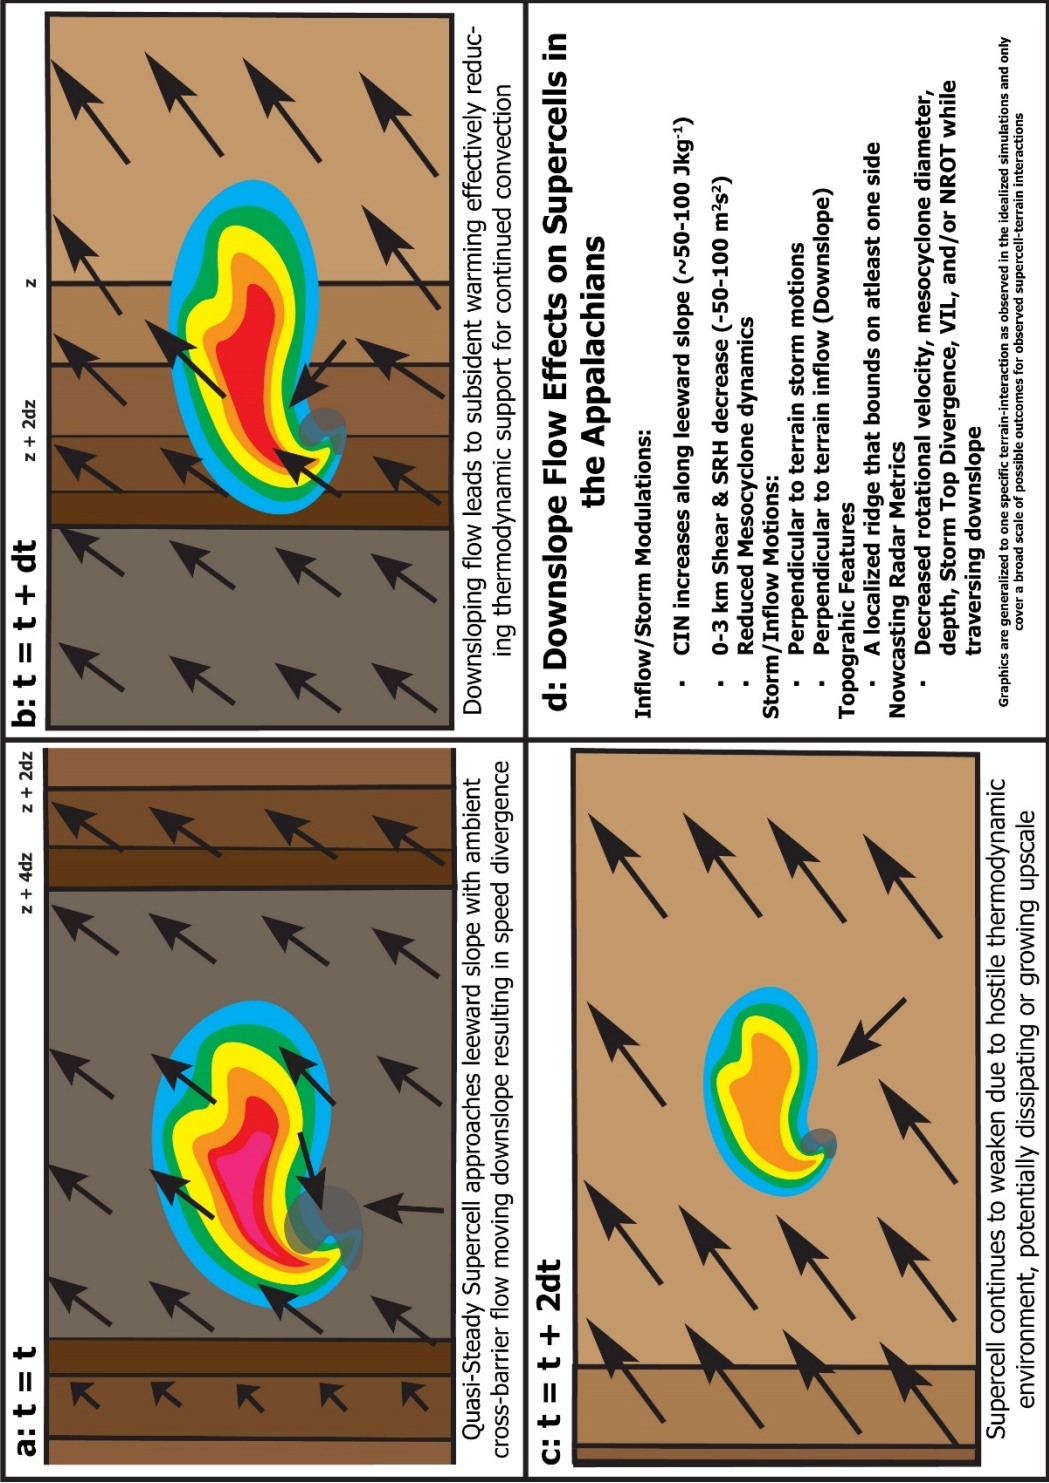 a: t = t
z + 4dz
z + 2dz
Quasi-Steady Supercell approaches leeward slope with ambient
cross-barrier flow moving downslope resulting in speed divergence
b: t = t + dt
z + 2dz
z
Downsloping flow leads to subsident warming effectively reduc-
ing thermodynamic support for continued convection
c: t = t + 2dt
Supercell continues to weaken due to hostile thermodynamic
environment, potentially dissipating or growing upscale
d: Downslope Flow Effects on Supercells in
the Appalachians
Inflow/Storm Modulations:
· CIN increases along leeward slope (~50-100 Jkg⁻¹)
· 0-3 km Shear & SRH decrease (-50-100 m²s²)
· Reduced Mesocyclone dynamics
Storm/Inflow Motions:
· Perpendicular to terrain storm motions
· Perpendicular to terrain inflow (Downslope)
Topograhic Features
· A localized ridge that bounds on atleast one side
Nowcasting Radar Metrics
· Decreased rotational velocity, mesocyclone diameter,
depth, Storm Top Divergence, VIL, and/or NROT while
traversing downslope
Graphics are generalized to one specific terrain-interaction as observed in the idealized simulations and only
cover a broad scale of possible outcomes for observed supercell-terrain interactions